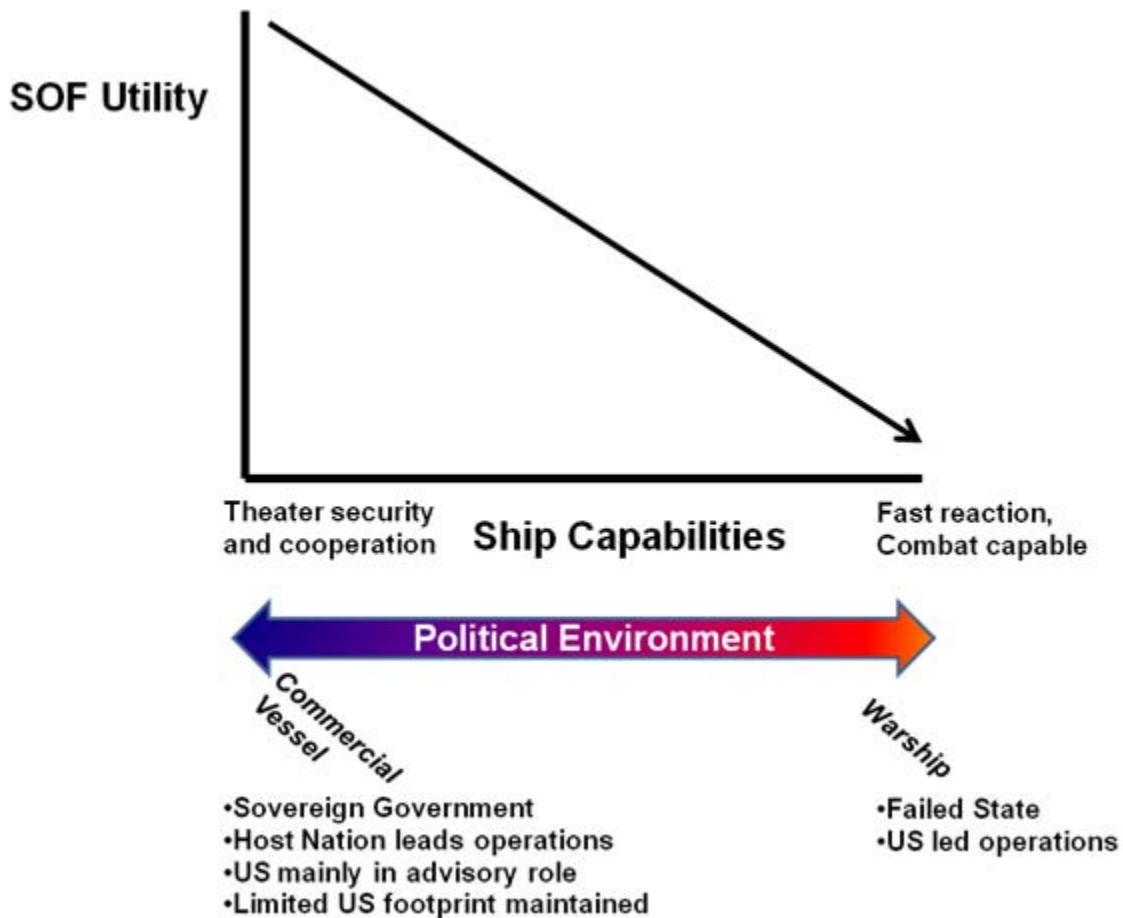 SOF Utility
Theater security
and cooperation
Ship Capabilities
Fast reaction,
Combat capable
Political Environment
Commercial
Vessel
Warship
•Sovereign Government
•Host Nation leads operations
•US mainly in advisory role
•Limited US footprint maintained
•Failed State
•US led operations